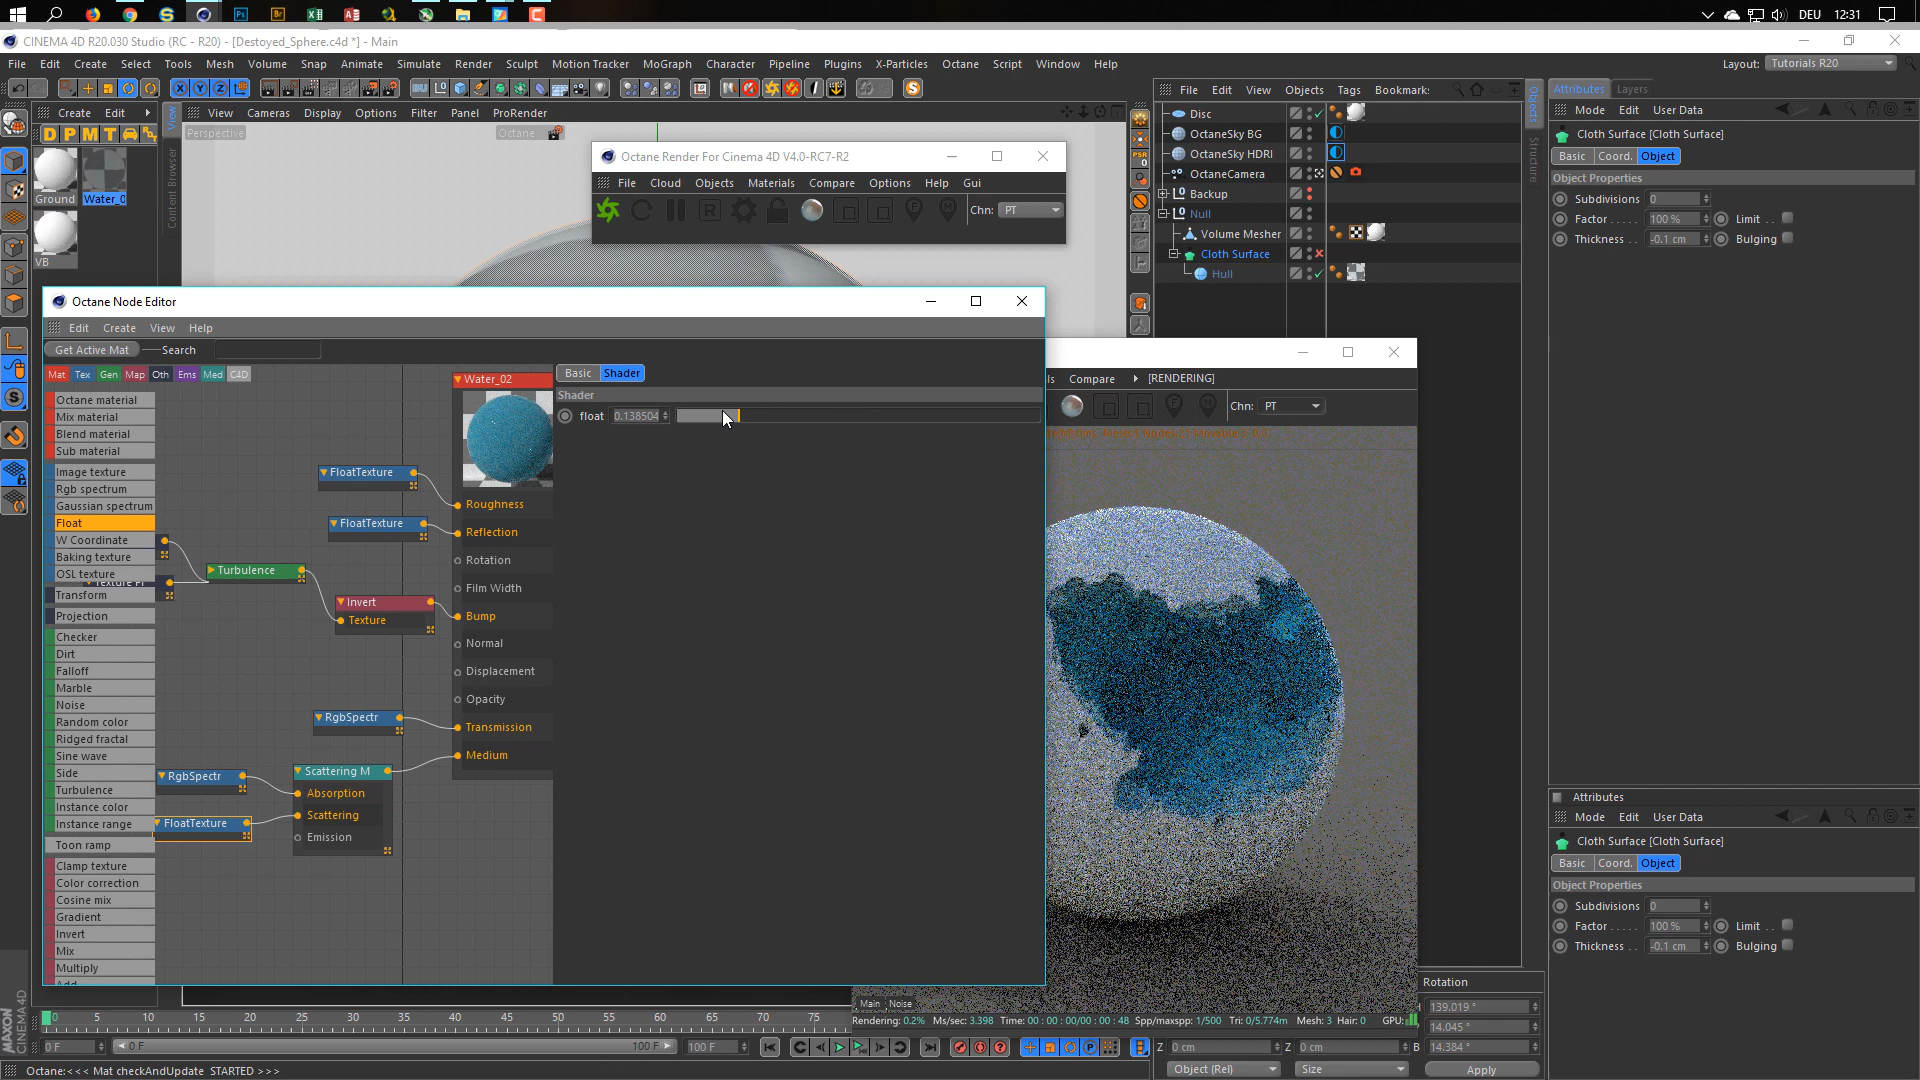 DEU 12:31
CINEMA 4D R20.030 Studio (RC - R20) - [Destoyed_Sphere.c4d *] - Main
File Edit Create Select Tools Mesh Volume Snap Animate Simulate Render Sculpt Motion Tracker MoGraph Character Pipeline Plugins X-Particles Octane Script Window Help
Layout: Tutorials R20
Create Edit
View Cameras Display Options Filter Panel ProRender
Perspective
Octane
View
Content Browser
D P M T
Ground
Water_0
VB
Octane Render For Cinema 4D V4.0-RC7-R2
File Cloud Objects Materials Compare Options Help Gui
Chn: PT
File Edit View Objects Tags Bookmark:
Disc
OctaneSky BG
OctaneSky HDRI
OctaneCamera
Backup
Null
Volume Mesher
Cloth Surface
Hull
Objects
Structure
PSR
0
Attributes Layers
Mode Edit User Data
Cloth Surface [Cloth Surface]
Basic Coord. Object
Object Properties
Subdivisions 0
Factor 100 % Limit
Thickness -0.1 cm Bulging
Octane Node Editor
Edit Create View Help
Get Active Mat Search
Mat Tex Gen Map Oth Ems Med C4D
Octane material
Mix material
Blend material
Sub material
Image texture
Rgb spectrum
Gaussian spectrum
Float
W Coordinate
Baking texture
OSL texture
Transform
Projection
Checker
Dirt
Falloff
Marble
Noise
Random color
Ridged fractal
Sine wave
Side
Turbulence
Instance color
Instance range
Toon ramp
Clamp texture
Color correction
Cosine mix
Gradient
Invert
Mix
Multiply
Add
FloatTexture
FloatTexture
Turbulence
Invert
Texture
RgbSpectr
RgbSpectr
FloatTexture
Scattering M
Absorption
Scattering
Emission
Water_02
Roughness
Reflection
Rotation
Film Width
Bump
Normal
Displacement
Opacity
Transmission
Medium
Basic Shader
Shader
float 0.138504
Compare [RENDERING]
Chn: PT
Main Noise
Rendering: 0.2% Ms/sec: 3.398 Time: 00 : 00 : 00/00 : 00 : 48 Spp/maxspp: 1/500 Tri: 0/5.774m Mesh: 3 Hair: 0 GPU:
Attributes
Mode Edit User Data
Cloth Surface [Cloth Surface]
Basic Coord. Object
Object Properties
Subdivisions 0
Factor 100 % Limit
Thickness -0.1 cm Bulging
Rotation
139.019 °
14.045 °
B 14.384 °
Z 0 cm Z 0 cm
Object (Rel) Size Apply
0 5 10 15 20 25 30 35 40 45 50 55 60 65 70 75
0 F 0 F 100 F 100 F
MAXON CINEMA 4D
Octane:<<< Mat checkAndUpdate STARTED >>>